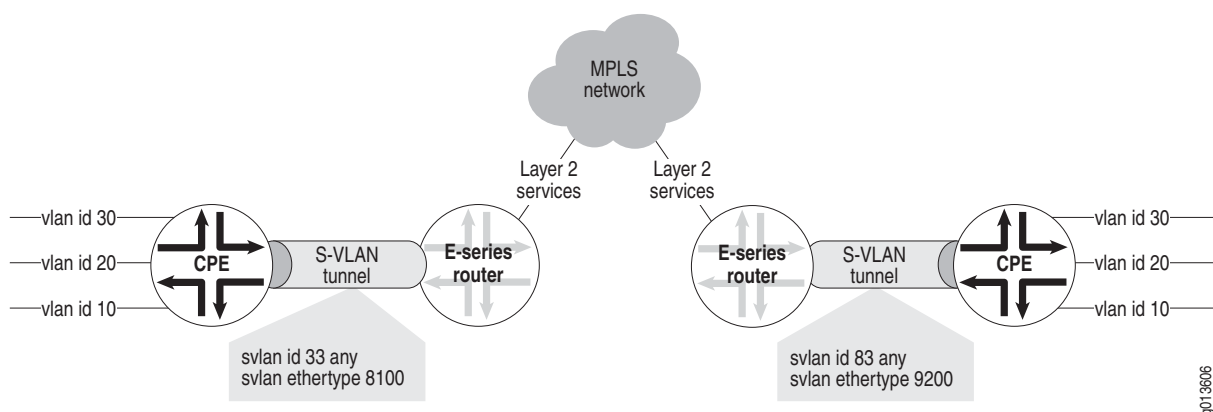 MPLS
network
Layer 2
services
Layer 2
services
vlan id 30
vlan id 20
vlan id 10
CPE
S-VLAN
tunnel
E-series
router
E-series
router
S-VLAN
tunnel
CPE
vlan id 30
vlan id 20
vlan id 10
svlan id 33 any
svlan ethertype 8100
svlan id 83 any
svlan ethertype 9200
g013606